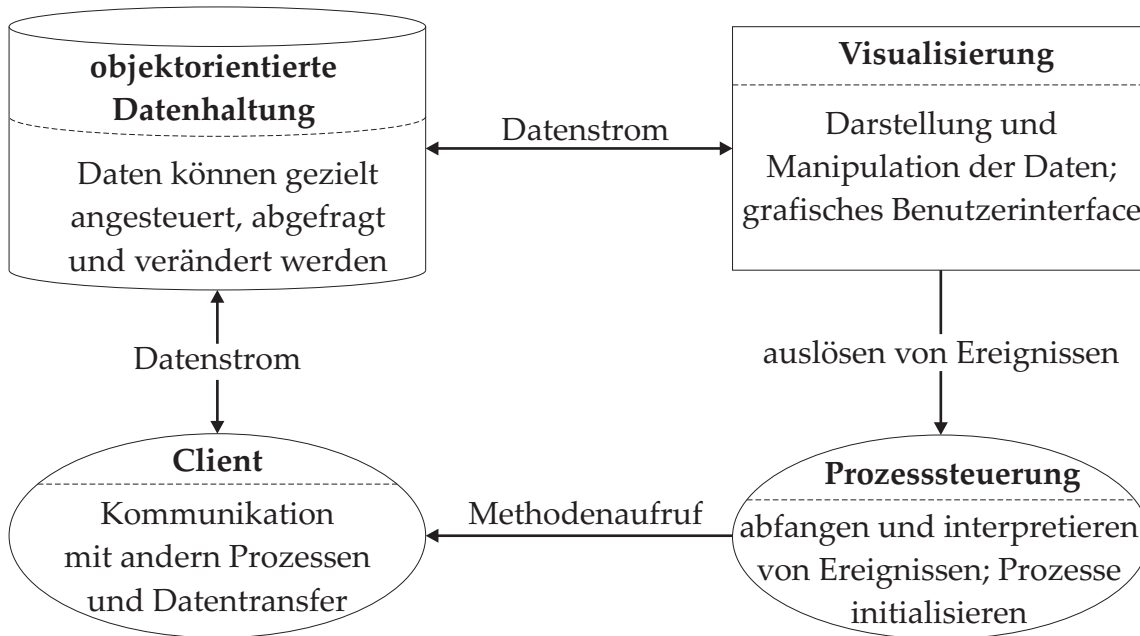 objektorientierte
Datenhaltung
Daten können gezielt
angesteuert, abgefragt
und verändert werden
Datenstrom
Visualisierung
Darstellung und
Manipulation der Daten;
grafisches Benutzerinterface
Datenstrom
auslösen von Ereignissen
Client
Kommunikation
mit andern Prozessen
und Datentransfer
Methodenaufruf
Prozesssteuerung
abfangen und interpretieren
von Ereignissen; Prozesse
initialisieren